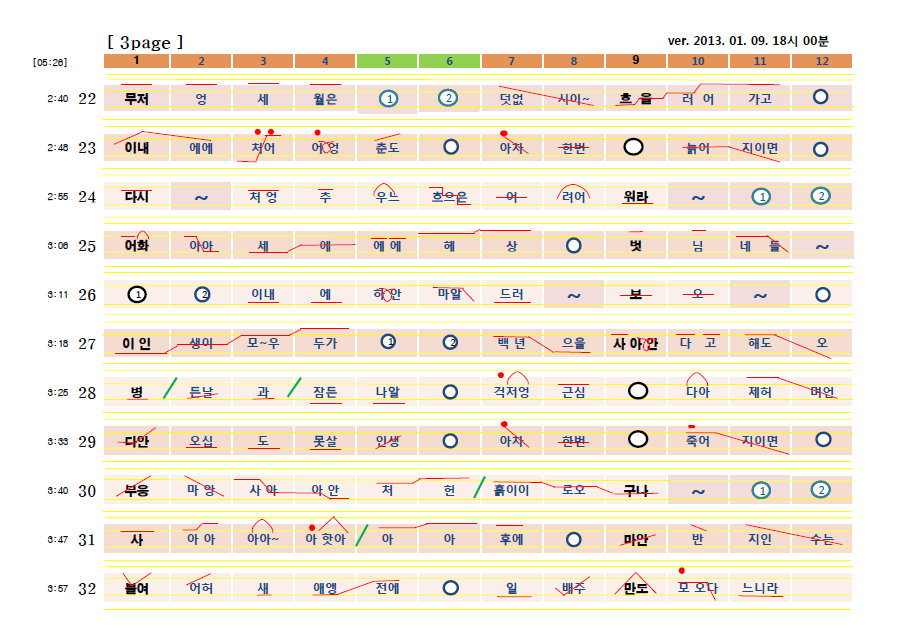 [ 3page ]
ver. 2013. 01. 09. 18시 00분
[05:26] 1 2 3 4 5 6 7 8 9 10 11 12
2:40 22 무저 엉 세 월은 ① ② 덧없 사이~ 흐 을 러 어 가고 ○
2:48 23 이내 에에 처어 어엉 춘도 ○ 아차 한번 ○ 늙어 지이면 ○
2:55 24 다시 ~ 처 엉 추 우느 흐으은 어 려어 워라 ~ ① ②
3:06 25 어화 아아 세 에 에 에 헤 상 ○ 벗 님 네 들 ~
3:11 26 ① ② 이내 에 하안 마알 드러 ~ 보 오 ~ ○
3:18 27 이 인 생이 모~우 두가 ① ② 백 년 으을 사 아 안 다 고 해도 오
3:25 28 병 든날 과 잠든 나알 ○ 걱저엉 근심 ○ 다아 제허 며언
3:33 29 다안 오십 도 못살 인생 ○ 아차 한번 ○ 죽어 지이면 ○
3:40 30 부응 마 앙 사 아 아 안 처 헌 흙이이 로오 구나 ~ ① ②
3:47 31 사 아 아 아아~ 아 핫아 아 아 후에 ○ 마안 반 지인 수는
3:57 32 불여 어허 새 애앵 전에 ○ 일 배주 만도 모 오다 느니라